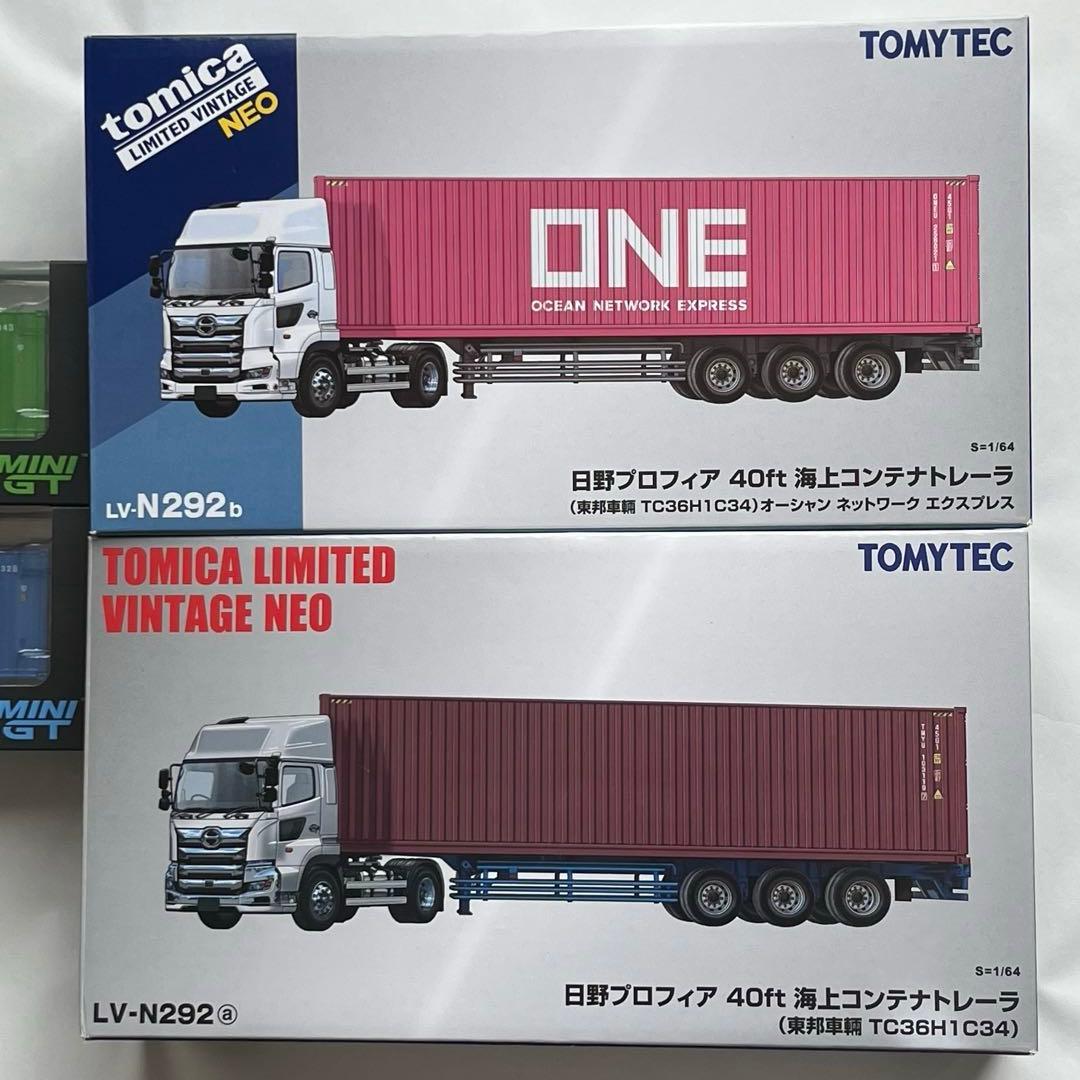 tomica
LIMITED VINTAGE
NEO
TOMYTEC
ONE
OCEAN NETWORK EXPRESS
45G1
S=1/64
日野プロフィア 40ft 海上コンテナトレーラ
(東邦車輛 TC36H1C34)オーシャン ネットワーク エクスプレス
LV-N292b
TOMICA LIMITED
VINTAGE NEO
TOMYTEC
45G1
S=1/64
日野プロフィア 40ft 海上コンテナトレーラ
(東邦車輛 TC36H1C34)
LV-N292ⓐ
MINI
GT
MINI
GT